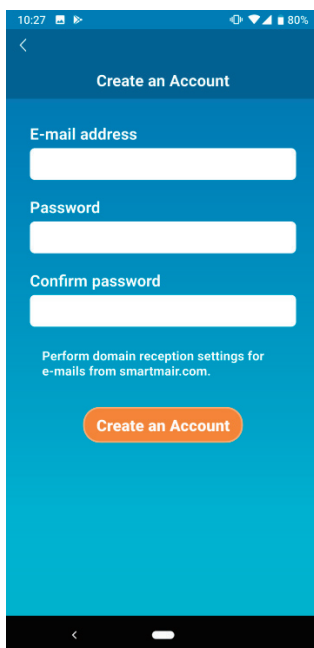 10:27 80%
Create an Account
E-mail address
Password
Confirm password
Perform domain reception settings for
e-mails from smartmair.com.
Create an Account